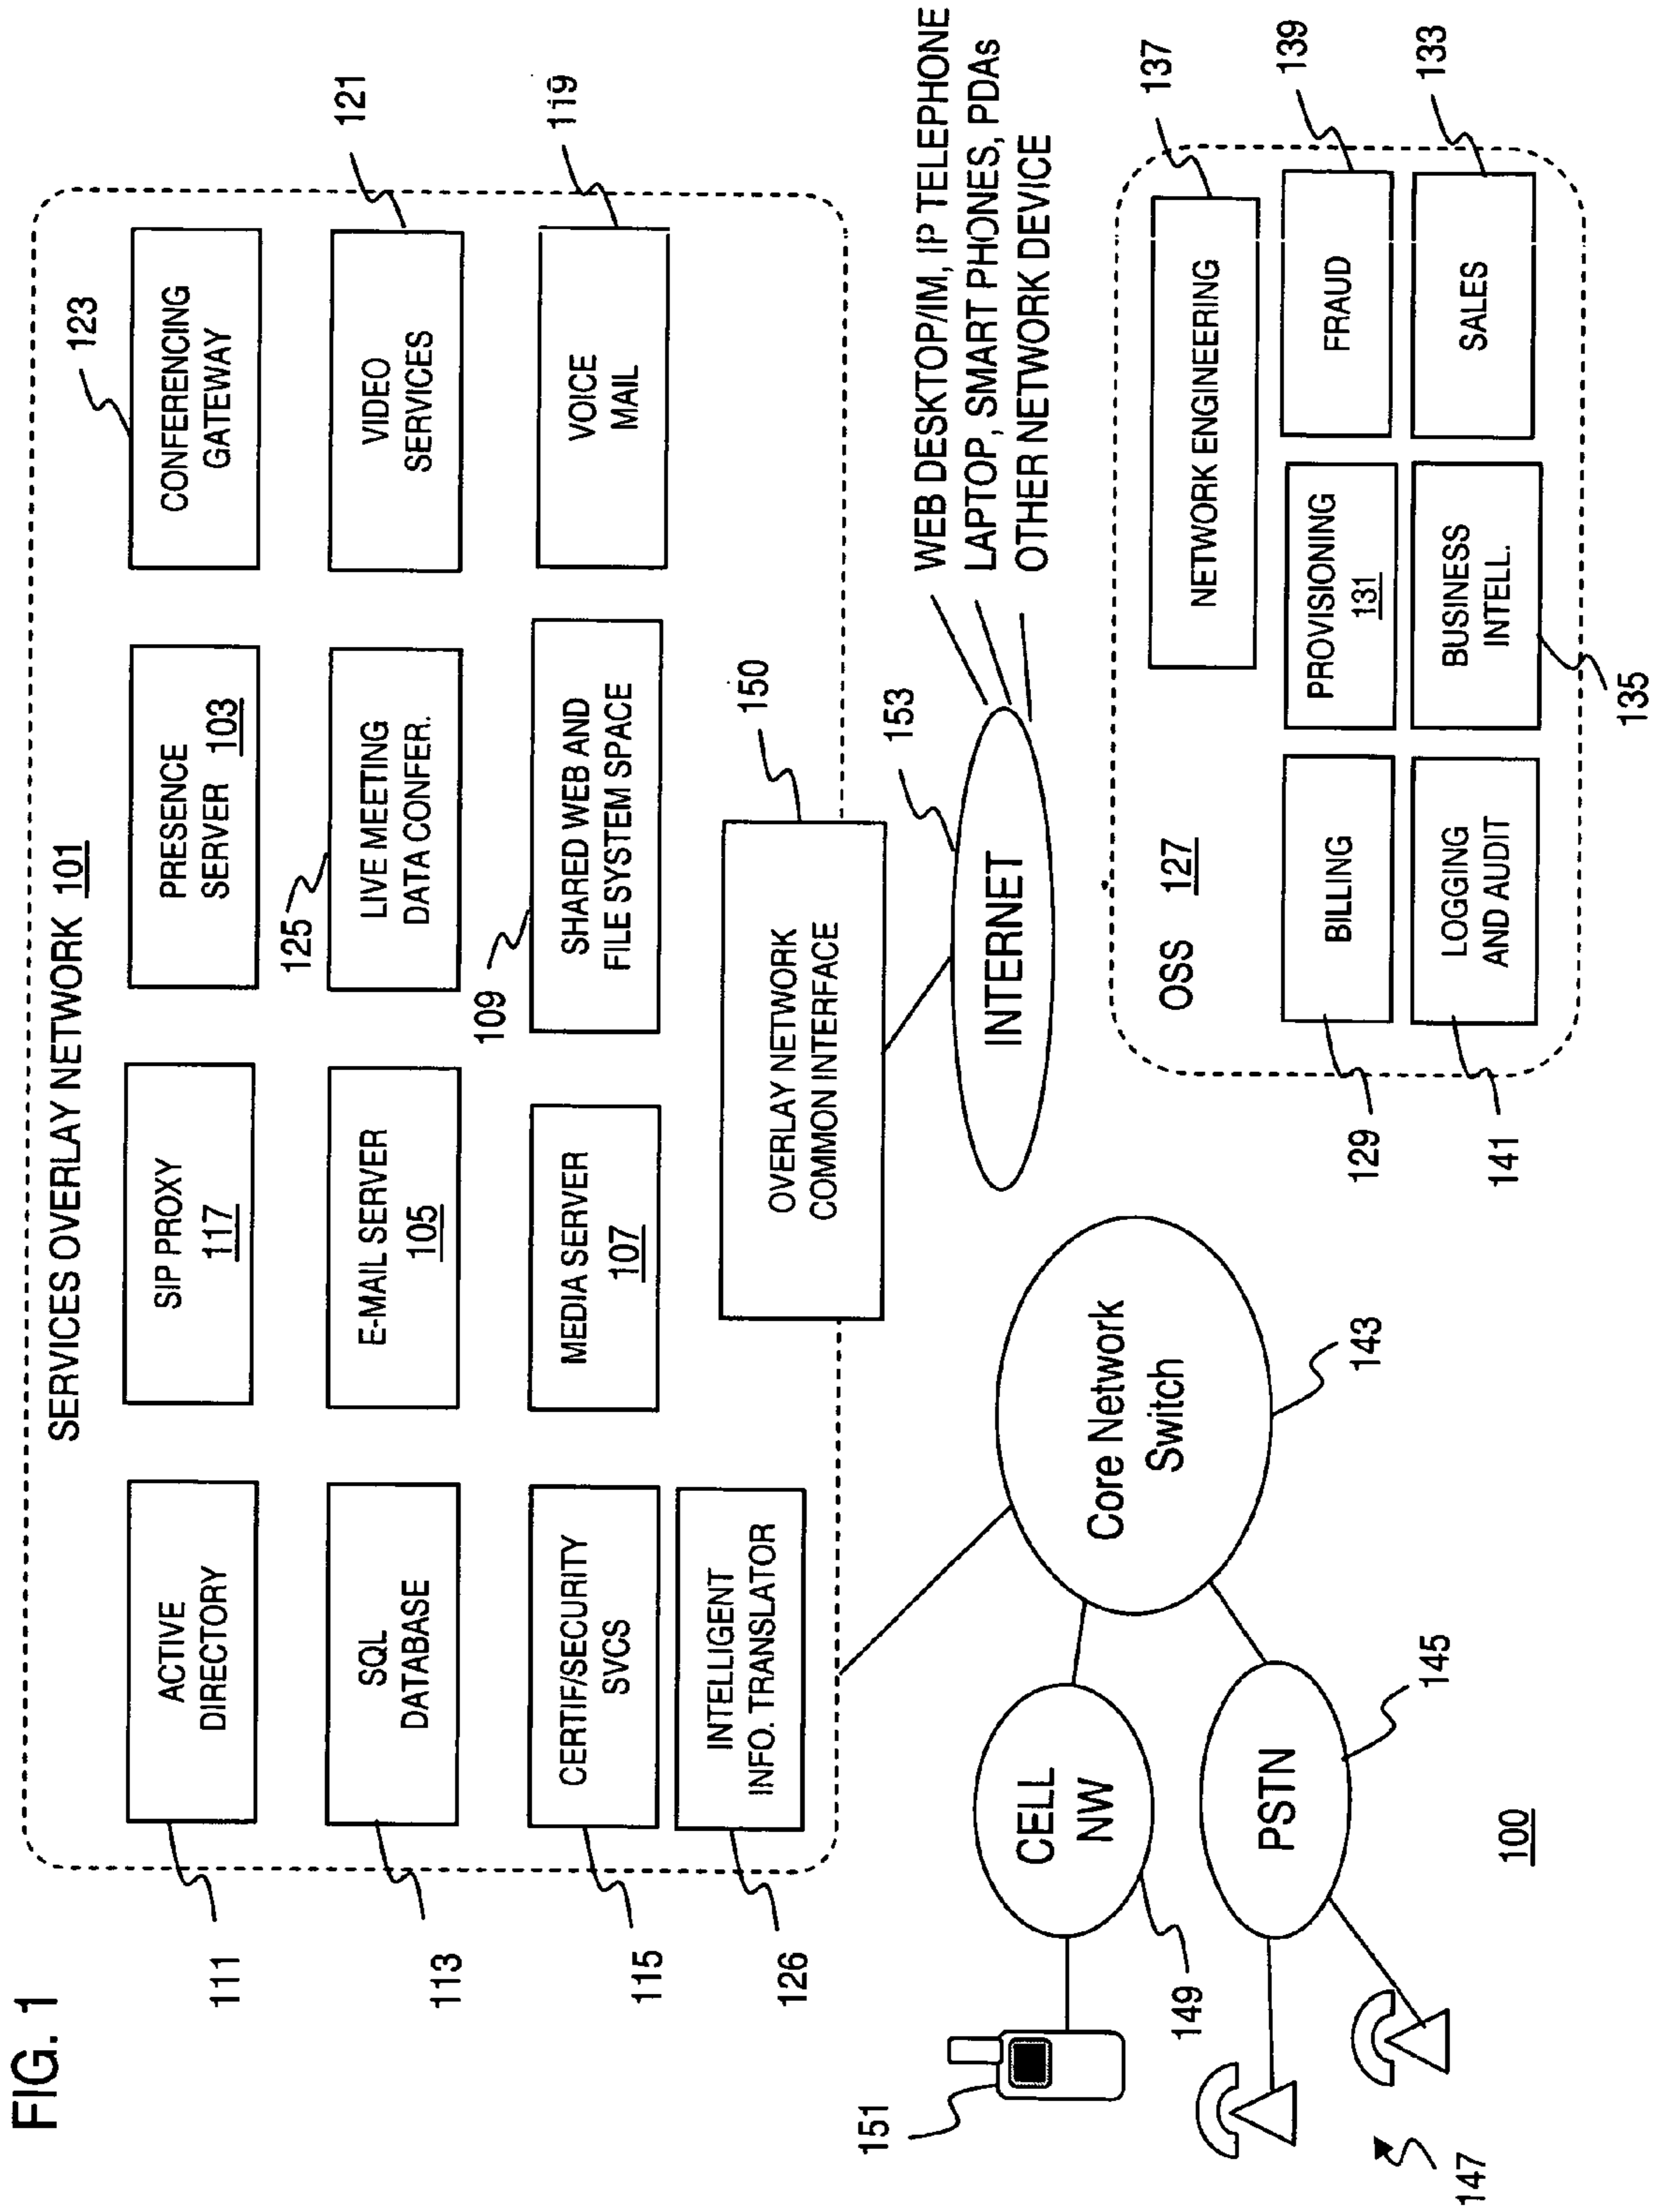 FIG. 1
SERVICES OVERLAY NETWORK 101
111
ACTIVE
DIRECTORY
SIP PROXY
117
PRESENCE
SERVER 103
123
CONFERENCING
GATEWAY
113
SQL
DATABASE
E-MAIL SERVER
105
125
LIVE MEETING
DATA CONFER.
121
VIDEO
SERVICES
115
CERTIF/SECURITY
SVCS
MEDIA SERVER
107
109
SHARED WEB AND
FILE SYSTEM SPACE
119
VOICE
MAIL
126
INTELLIGENT
INFO. TRANSLATOR
OVERLAY NETWORK
COMMON INTERFACE
150
153
INTERNET
WEB DESKTOP/IM, IP TELEPHONE
LAPTOP, SMART PHONES, PDAs
OTHER NETWORK DEVICE
Core Network
Switch
143
151
CELL
NW
149
PSTN
145
147
100
OSS 127
NETWORK ENGINEERING
137
129
BILLING
PROVISIONING
131
FRAUD
139
141
LOGGING
AND AUDIT
BUSINESS
INTELL.
135
SALES
133